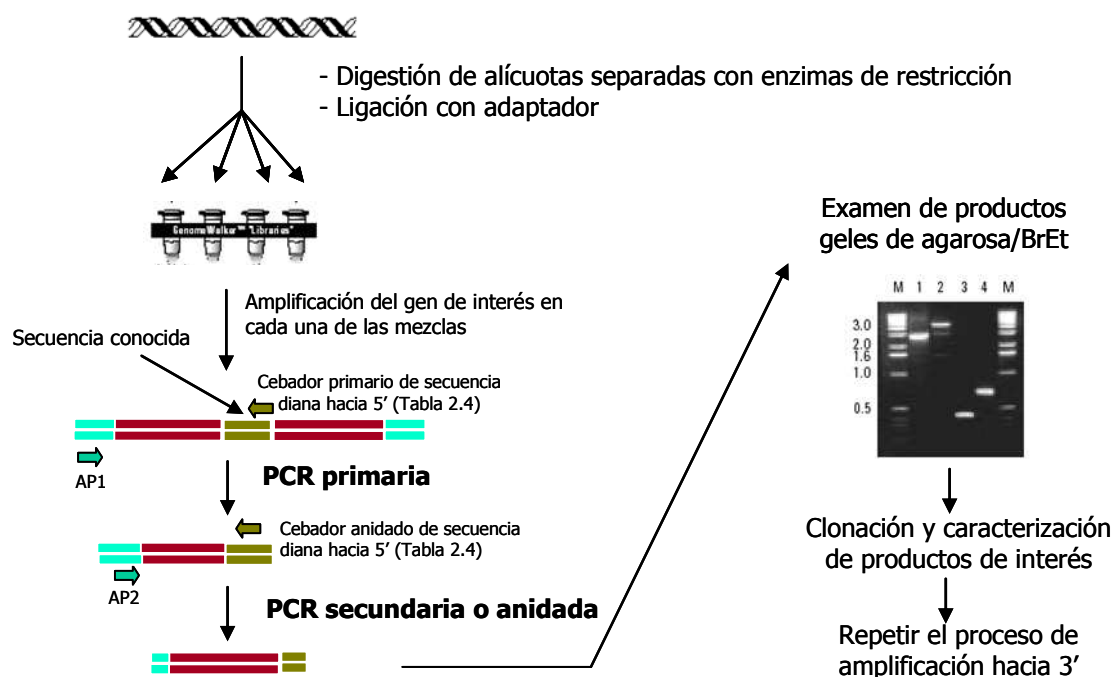 - Digestión de alícuotas separadas con enzimas de restricción
- Ligación con adaptador
GenomeWalker™ "Libraries"
Amplificación del gen de interés en
cada una de las mezclas
Secuencia conocida
Cebador primario de secuencia
diana hacia 5' (Tabla 2.4)
AP1
PCR primaria
Cebador anidado de secuencia
diana hacia 5' (Tabla 2.4)
AP2
PCR secundaria o anidada
Examen de productos
geles de agarosa/BrEt
M 1 2 3 4 M
3.0
2.0
1.6
1.0
0.5
Clonación y caracterización
de productos de interés
Repetir el proceso de
amplificación hacia 3'